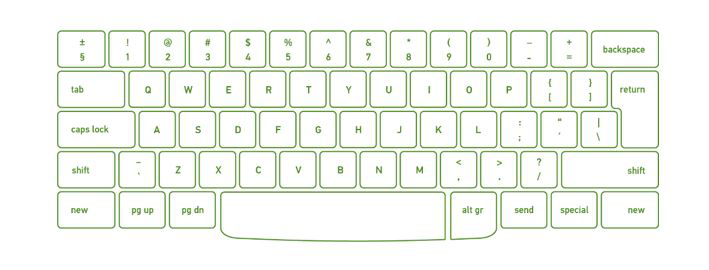 ± ! @ # $ % ^ & * ( ) – +
§ 1 2 3 4 5 6 7 8 9 0 - = backspace
tab Q W E R T Y U I O P { } return
[ ]
caps lock A S D F G H J K L : " |
; ' \
shift ~ Z X C V B N M < > ? shift
` , . /
new pg up pg dn alt gr send special new